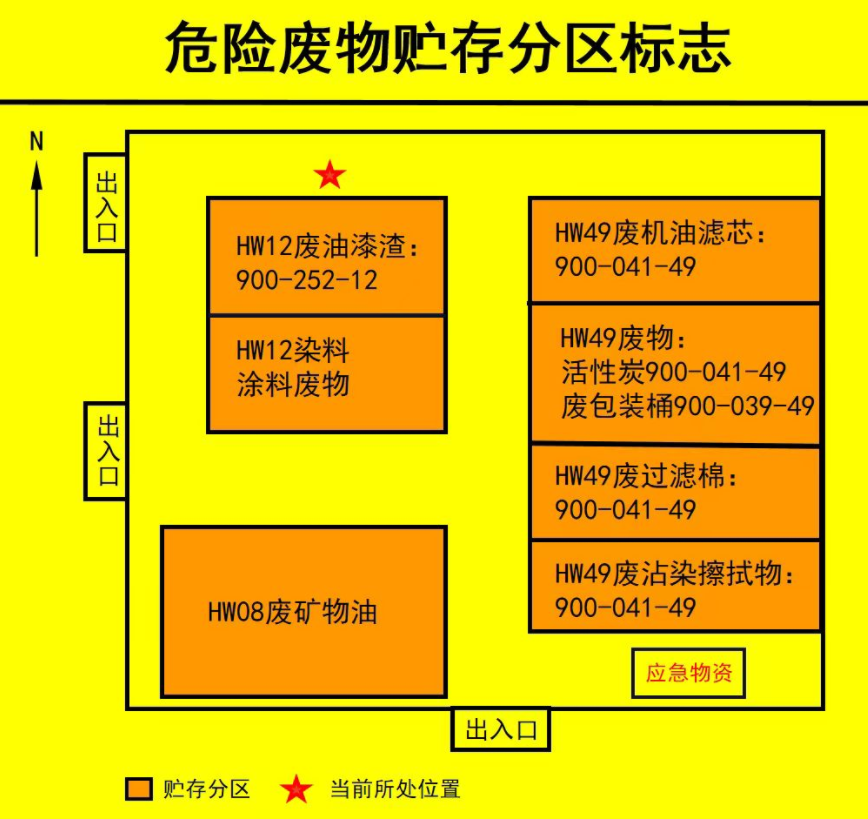 危险废物贮存分区标志
N
出入口
HW12废油漆渣：
900-252-12
HW12染料
涂料废物
HW49废机油滤芯：
900-041-49
HW49废物：
活性炭900-041-49
废包装桶900-039-49
出入口
HW49废过滤棉：
900-041-49
HW08废矿物油
HW49废沾染擦拭物：
900-041-49
应急物资
出入口
贮存分区
当前所处位置